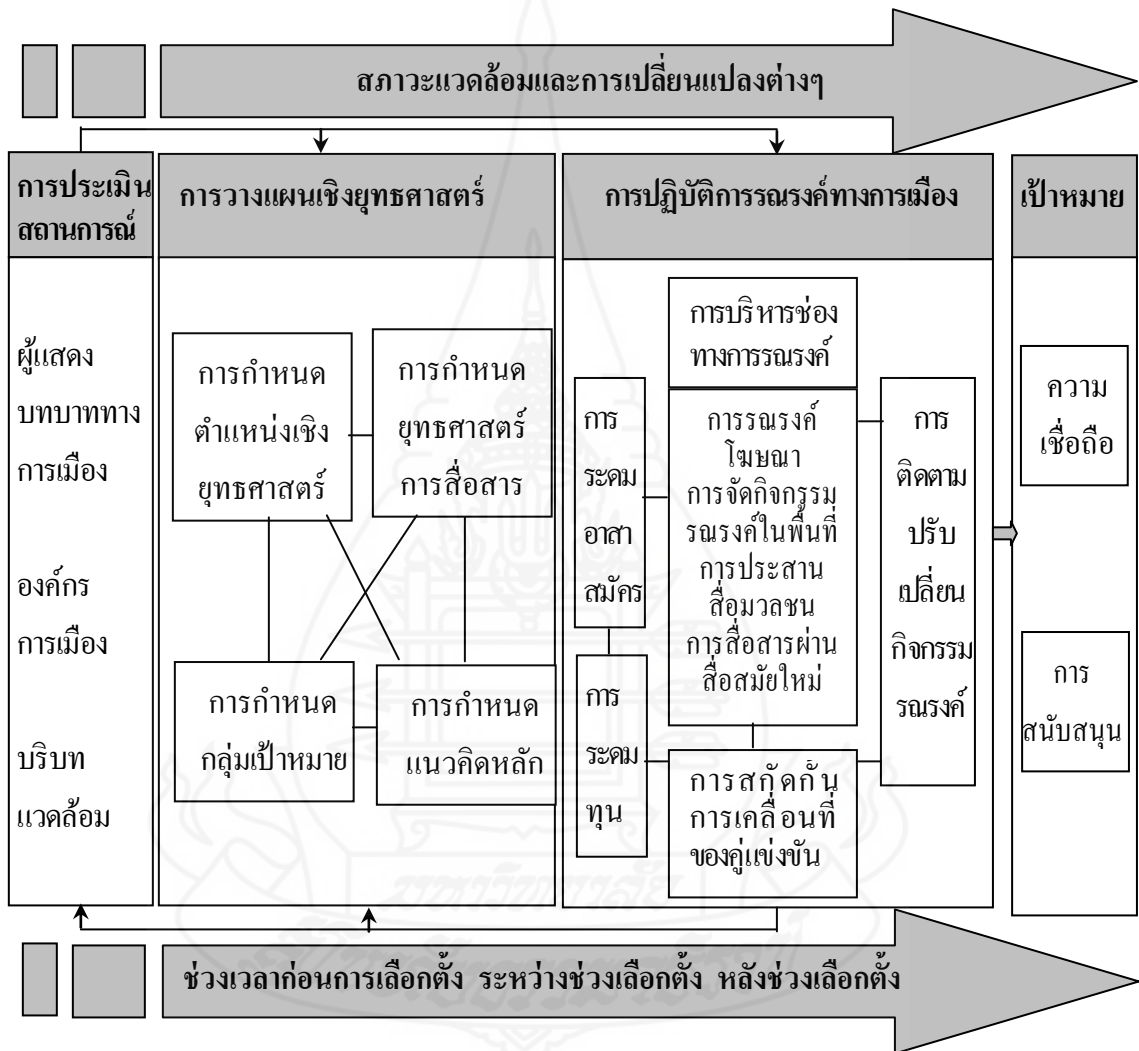 สภาวะแวดล้อมและการเปลี่ยนแปลงต่างๆ
การประเมิน
สถานการณ์
การวางแผนเชิงยุทธศาสตร์
การปฏิบัติการรณรงค์ทางการเมือง
เป้าหมาย
ผู้แสดง
บทบาททาง
การเมือง
องค์กร
การเมือง
บริบท
แวดล้อม
การกำหนด
ตำแหน่งเชิง
ยุทธศาสตร์
การกำหนด
ยุทธศาสตร์
การสื่อสาร
การกำหนด
กลุ่มเป้าหมาย
การกำหนด
แนวคิดหลัก
การ
ระดม
อาสา
สมัคร
การ
ระดม
ทุน
การบริหารช่อง
ทางการรณรงค์
การรณรงค์
โฆษณา
การจัดกิจกรรม
รณรงค์ในพื้นที่
การประสาน
สื่อมวลชน
การสื่อสารผ่าน
สื่อสมัยใหม่
การสกัดกั้น
การเคลื่อนที่
ของคู่แข่งขัน
การ
ติดตาม
ปรับ
เปลี่ยน
กิจกรรม
รณรงค์
ความ
เชื่อถือ
การ
สนับสนุน
ช่วงเวลาก่อนการเลือกตั้ง ระหว่างช่วงเลือกตั้ง หลังช่วงเลือกตั้ง